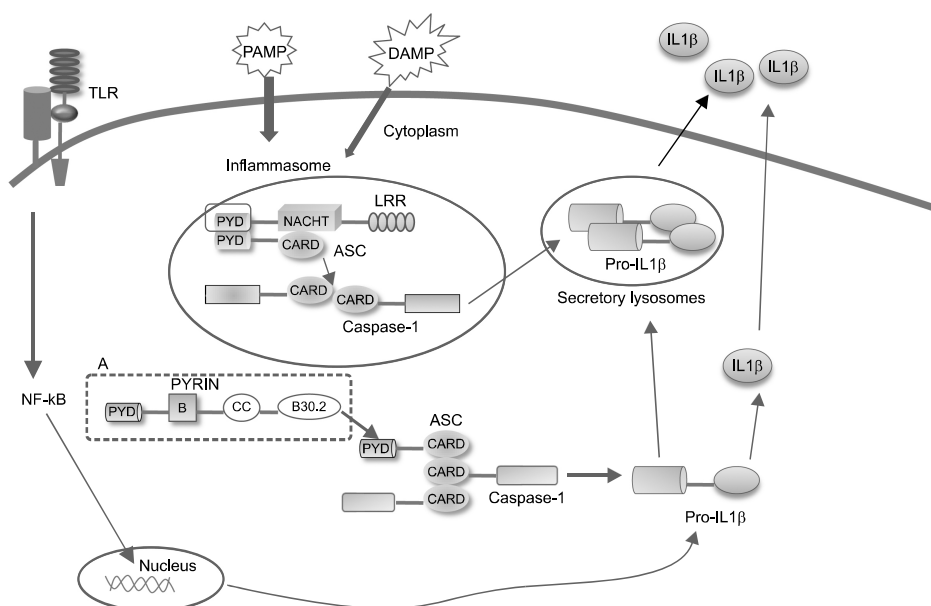 PAMP
DAMP
IL1β
IL1β
IL1β
TLR
Cytoplasm
Inflammasome
PYD
NACHT
LRR
PYD
CARD
ASC
CARD
CARD
Caspase-1
Pro-IL1β
Secretory lysosomes
A
PYRIN
NF-kB
PYD
B
CC
B30.2
IL1β
ASC
PYD
CARD
CARD
Caspase-1
CARD
Pro-IL1β
Nucleus